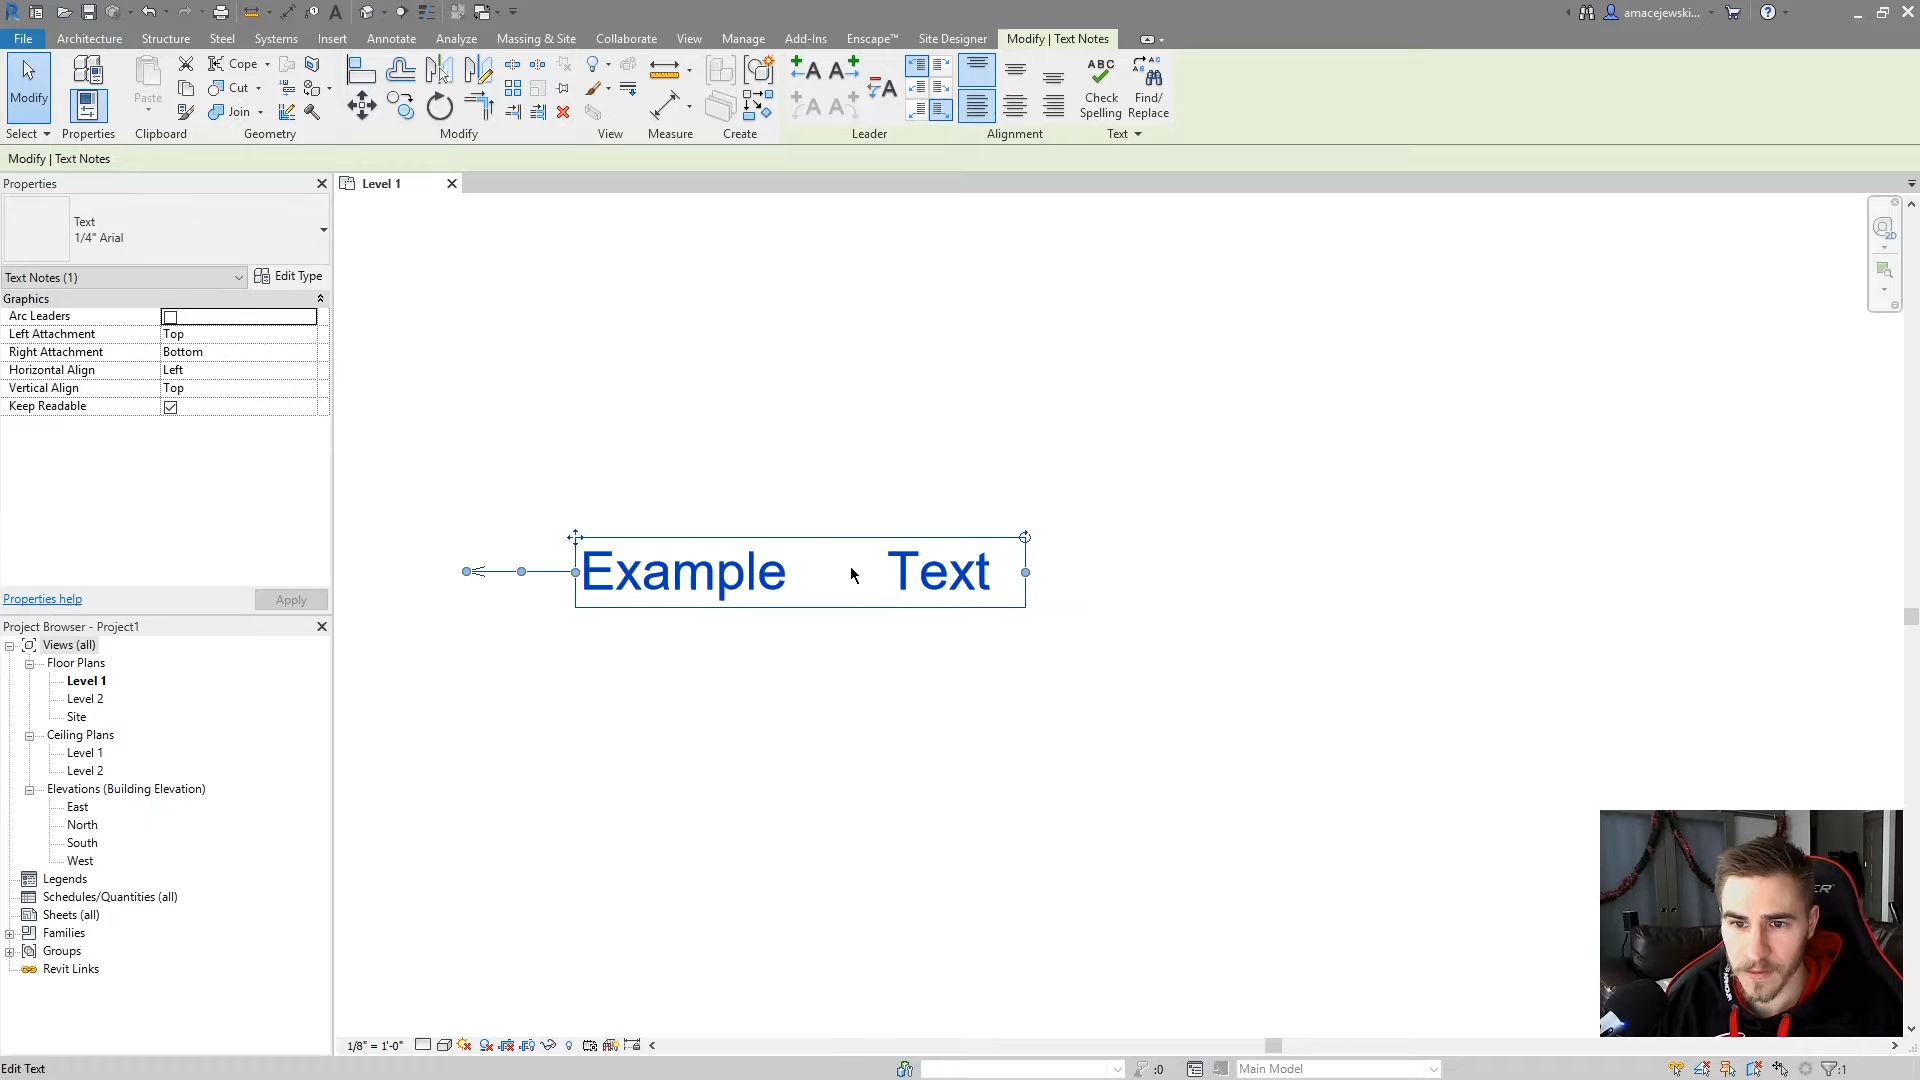 amacejewski...
File Architecture Structure Steel Systems Insert Annotate Analyze Massing & Site Collaborate View Manage Add-Ins Enscape™ Site Designer Modify | Text Notes
Modify
Paste
Cope
Cut
Join
Check Spelling
Find/ Replace
Select Properties Clipboard Geometry Modify View Measure Create Leader Alignment Text
Modify | Text Notes
Properties
Level 1
Text
1/4" Arial
Text Notes (1) Edit Type
Graphics
Arc Leaders
Left Attachment Top
Right Attachment Bottom
Horizontal Align Left
Vertical Align Top
Keep Readable
Example Text
Properties help Apply
Project Browser - Project1
Views (all)
Floor Plans
Level 1
Level 2
Site
Ceiling Plans
Level 1
Level 2
Elevations (Building Elevation)
East
North
South
West
Legends
Schedules/Quantities (all)
Sheets (all)
Families
Groups
Revit Links
1/8" = 1'-0"
Edit Text :0 Main Model :1